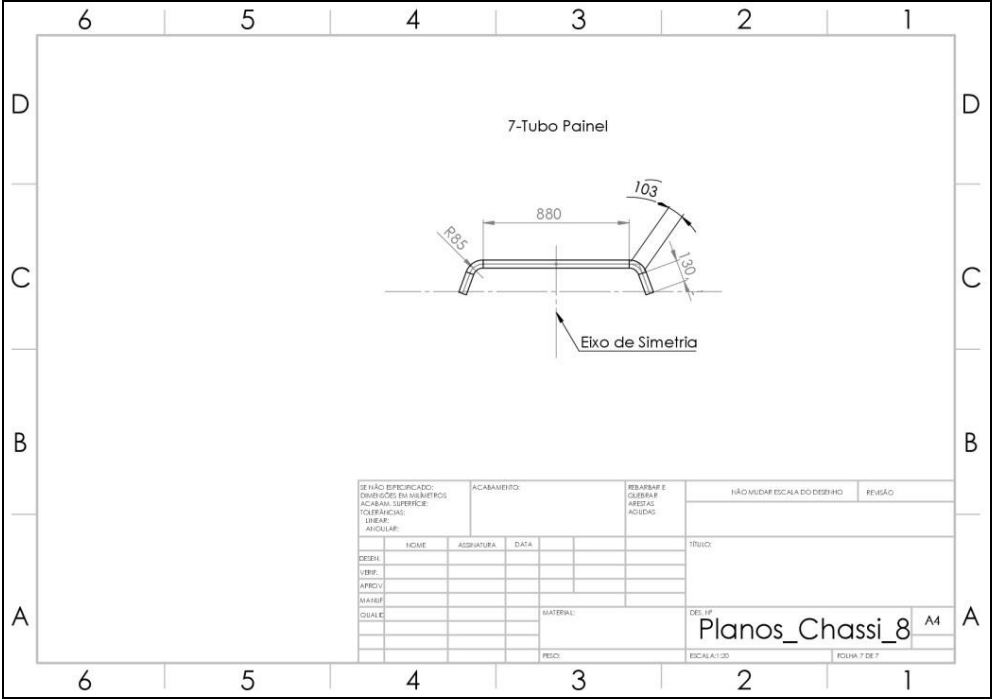 6 5 4 3 2 1
D D
7-Tubo Painel
103
880
R85
130
C C
Eixo de Simetria
B B
SE NÃO ESPECIFICADO:
DIMENSÕES EM MILÍMETROS
ACABAM. SUPERFÍCIE:
TOLERÂNCIAS:
LINEAR:
ANGULAR:
ACABAMENTO:
REBARBAR E
QUEBRAR
ARESTAS
AGUDAS
NÃO MUDAR ESCALA DO DESENHO
REVISÃO
NOME ASSINATURA DATA
TÍTULO:
DESEN.
VERIF.
APROV.
MANUF.
QUALID
MATERIAL:
DES. Nº
A Planos_Chassi_8 A4 A
PESO:
ESCALA:1:20
FOLHA 7 DE 7
6 5 4 3 2 1